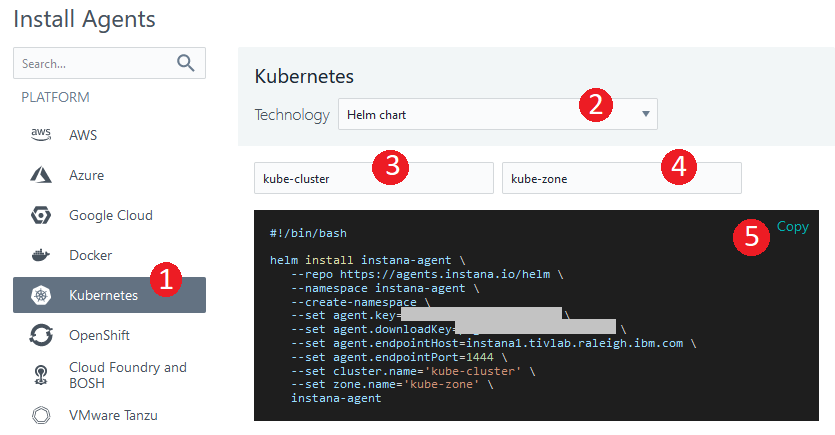 Install Agents
Search...
PLATFORM
aws AWS
Azure
Google Cloud
Docker
1
Kubernetes
OpenShift
Cloud Foundry and
BOSH
VMware Tanzu
Kubernetes
Technology Helm chart 2
kube-cluster 3 kube-zone 4
5 Copy
#!/bin/bash
helm install instana-agent \
--repo https://agents.instana.io/helm \
--namespace instana-agent \
--create-namespace \
--set agent.key= \
--set agent.downloadKey= \
--set agent.endpointHost=instana1.tivlab.raleigh.ibm.com \
--set agent.endpointPort=1444 \
--set cluster.name='kube-cluster' \
--set zone.name='kube-zone' \
instana-agent